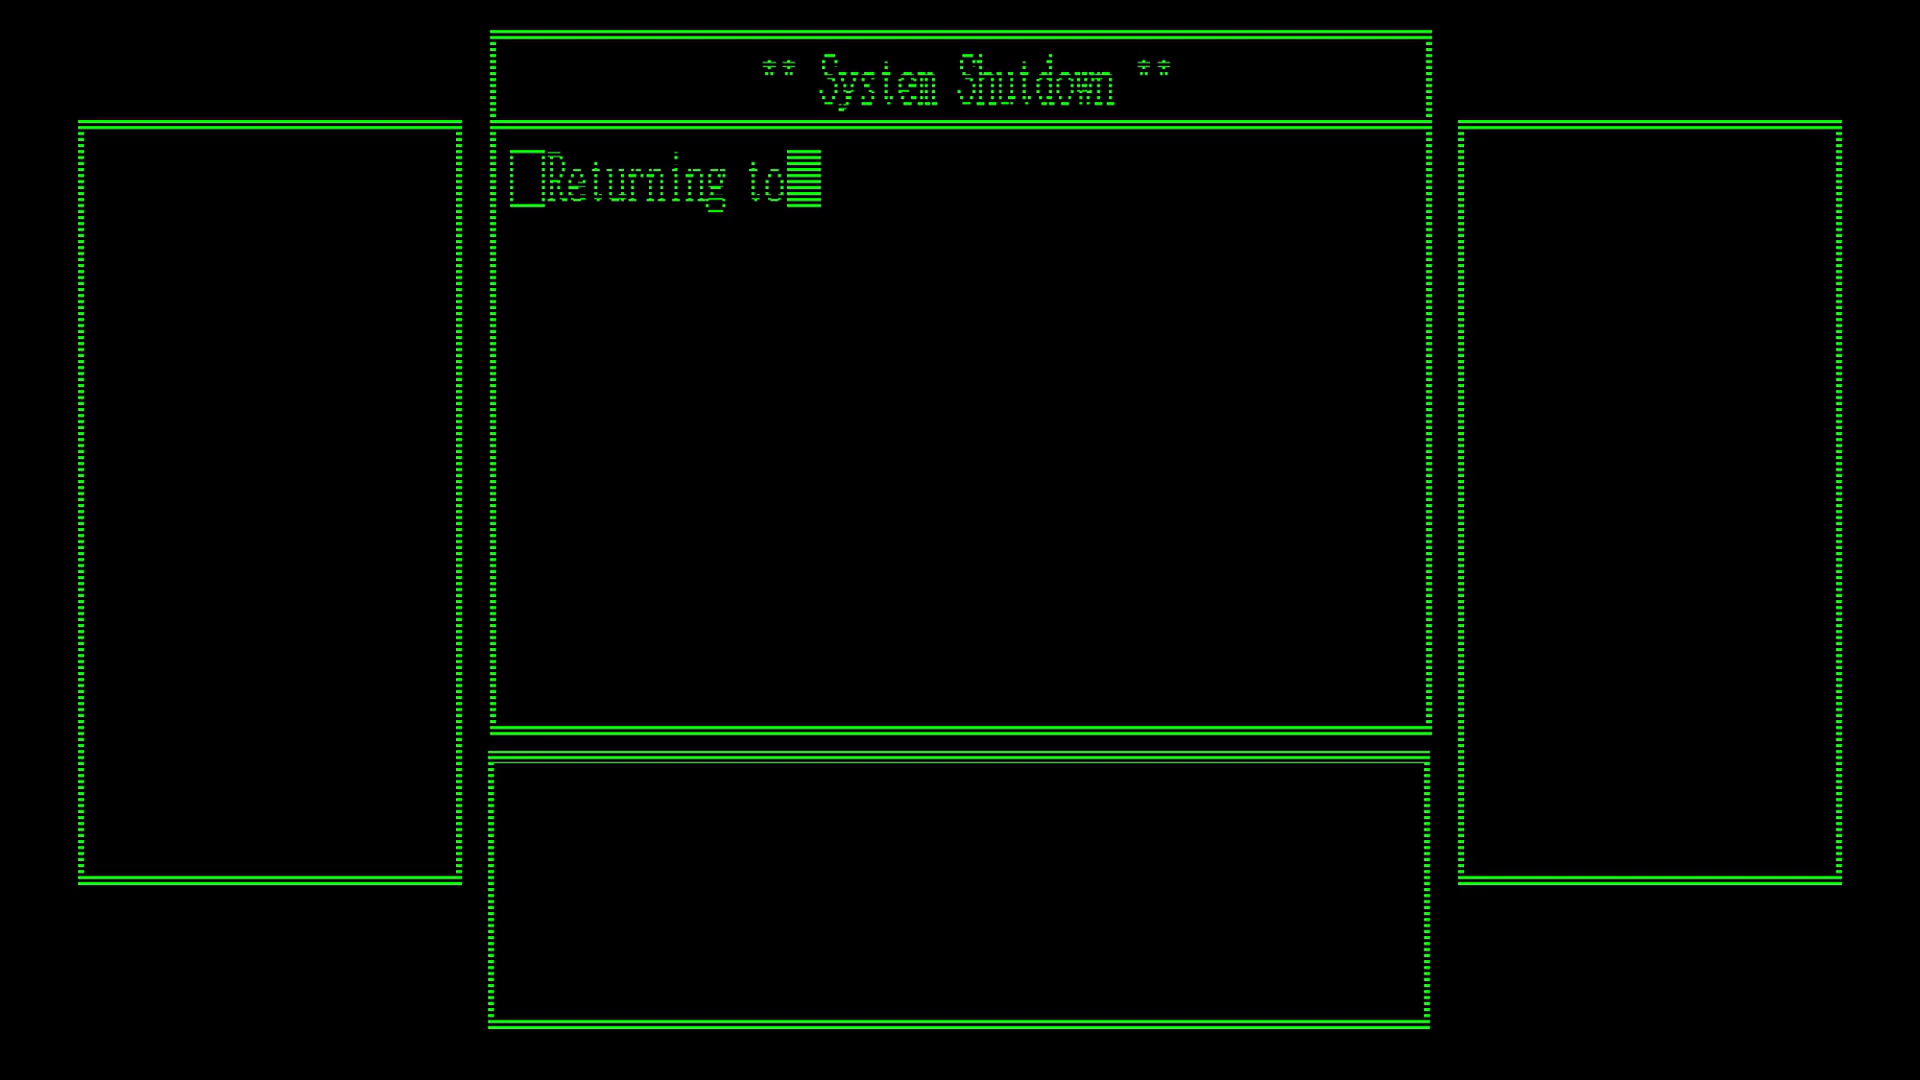 ** System Shutdown **
□Returning to